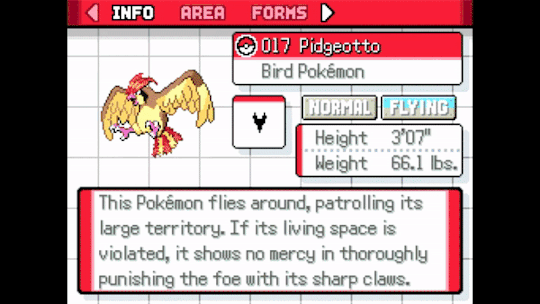 INFO AREA FORMS
017 Pidgeotto
Bird Pokémon
NORMAL FLYING
Height 3'07"
Weight 66.1 lbs.
This Pokémon flies around, patrolling its
large territory. If its living space is
violated, it shows no mercy in thoroughly
punishing the foe with its sharp claws.